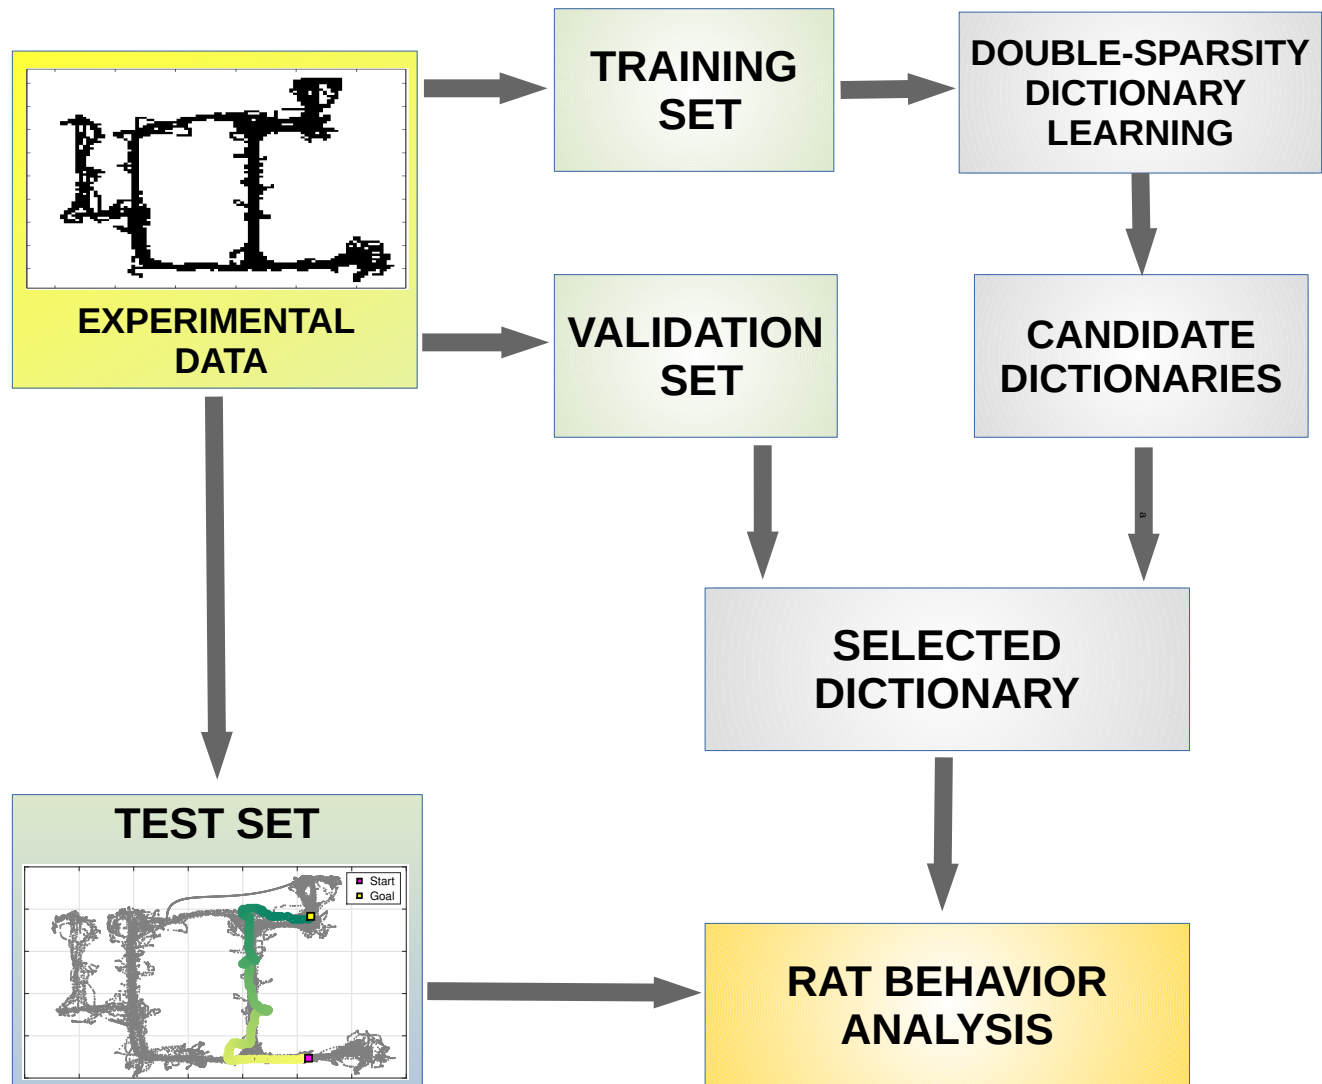 TRAINING
SET
DOUBLE-SPARSITY
DICTIONARY
LEARNING
EXPERIMENTAL
DATA
VALIDATION
SET
CANDIDATE
DICTIONARIES
a
SELECTED
DICTIONARY
TEST SET
Start
Goal
RAT BEHAVIOR
ANALYSIS